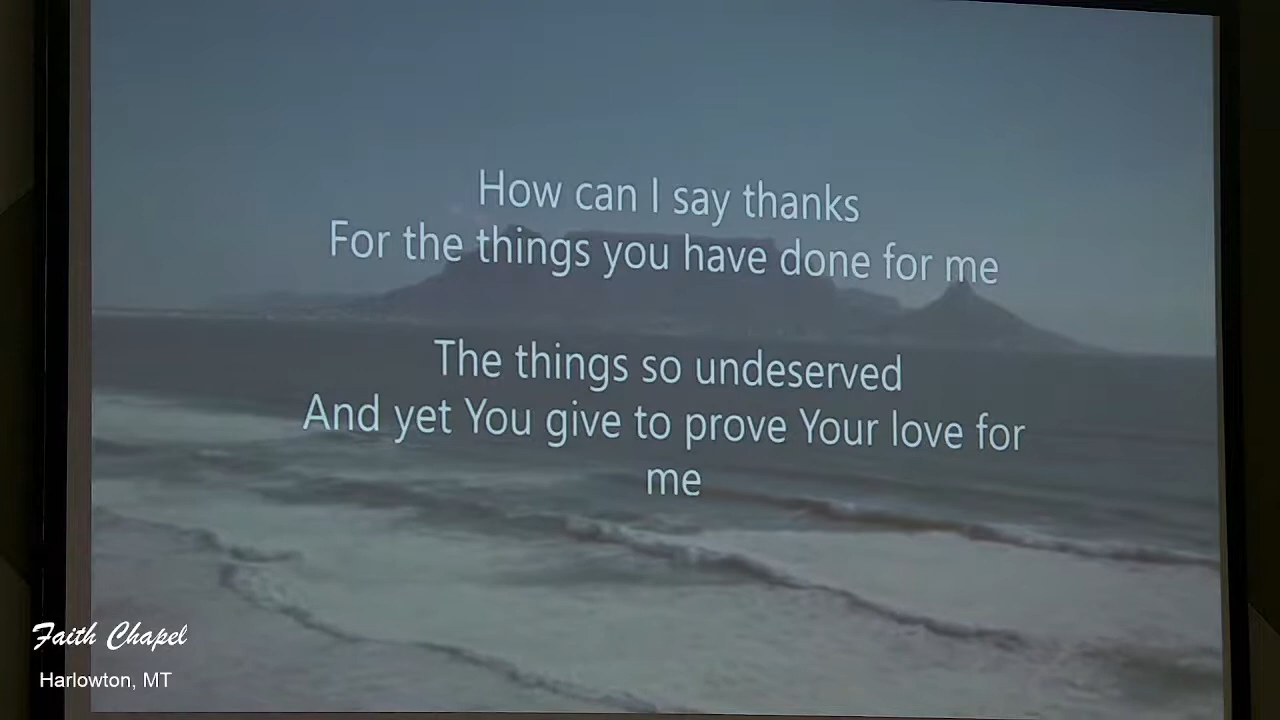 How can I say thanks
For the things you have done for me
The things so undeserved
And yet You give to prove Your love for
me
Faith Chapel
Harlowton, MT